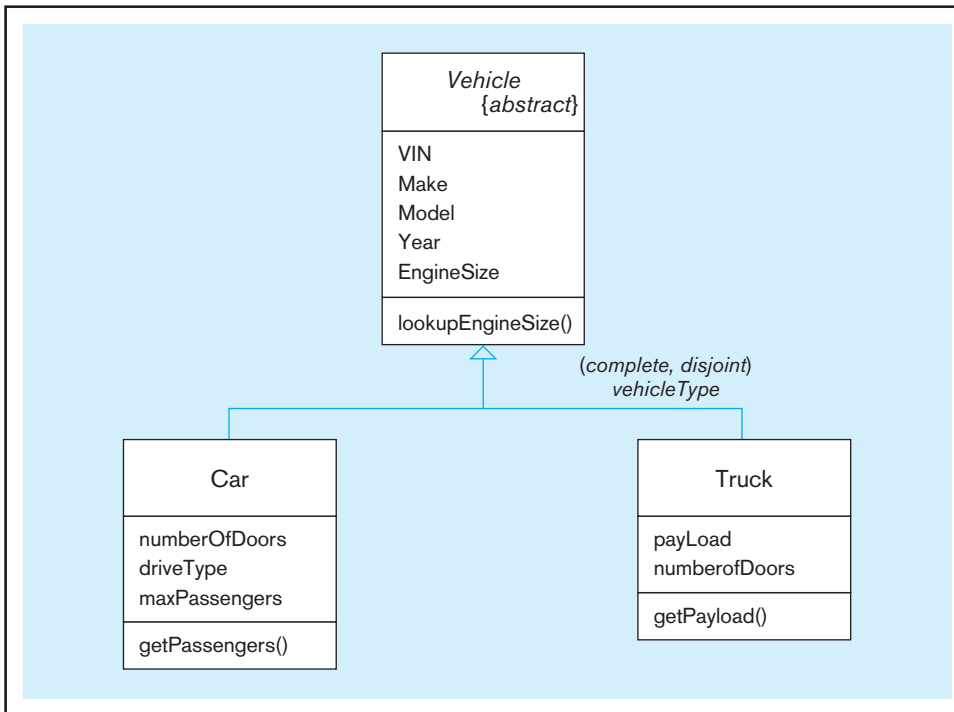 Vehicle
{abstract}
VIN
Make
Model
Year
EngineSize
lookupEngineSize()
(complete, disjoint)
vehicleType
Car
numberOfDoors
driveType
maxPassengers
getPassengers()
Truck
payLoad
numberofDoors
getPayload()